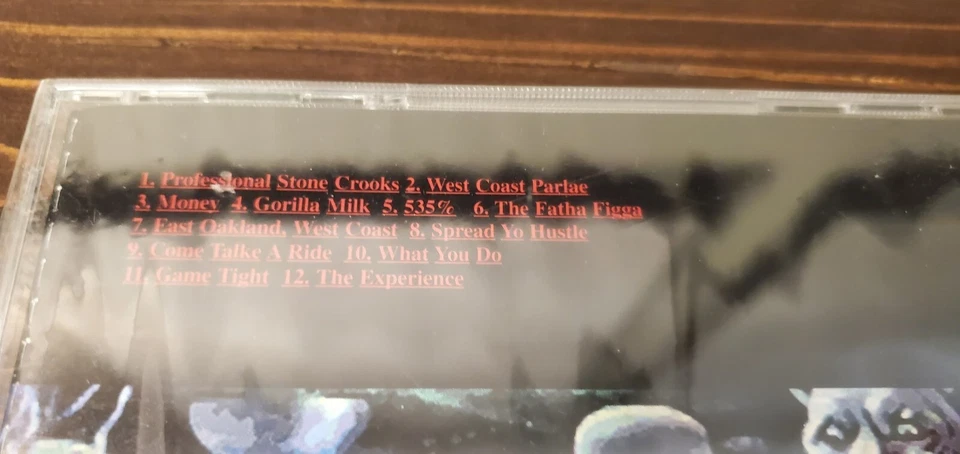 1. Professional Stone Crooks 2. West Coast Parlae
3. Money 4. Gorilla Milk 5. 535% 6. The Fatha Figga
7. East Oakland, West Coast 8. Spread Yo Hustle
9. Come Talke A Ride 10. What You Do
11. Game Tight 12. The Experience